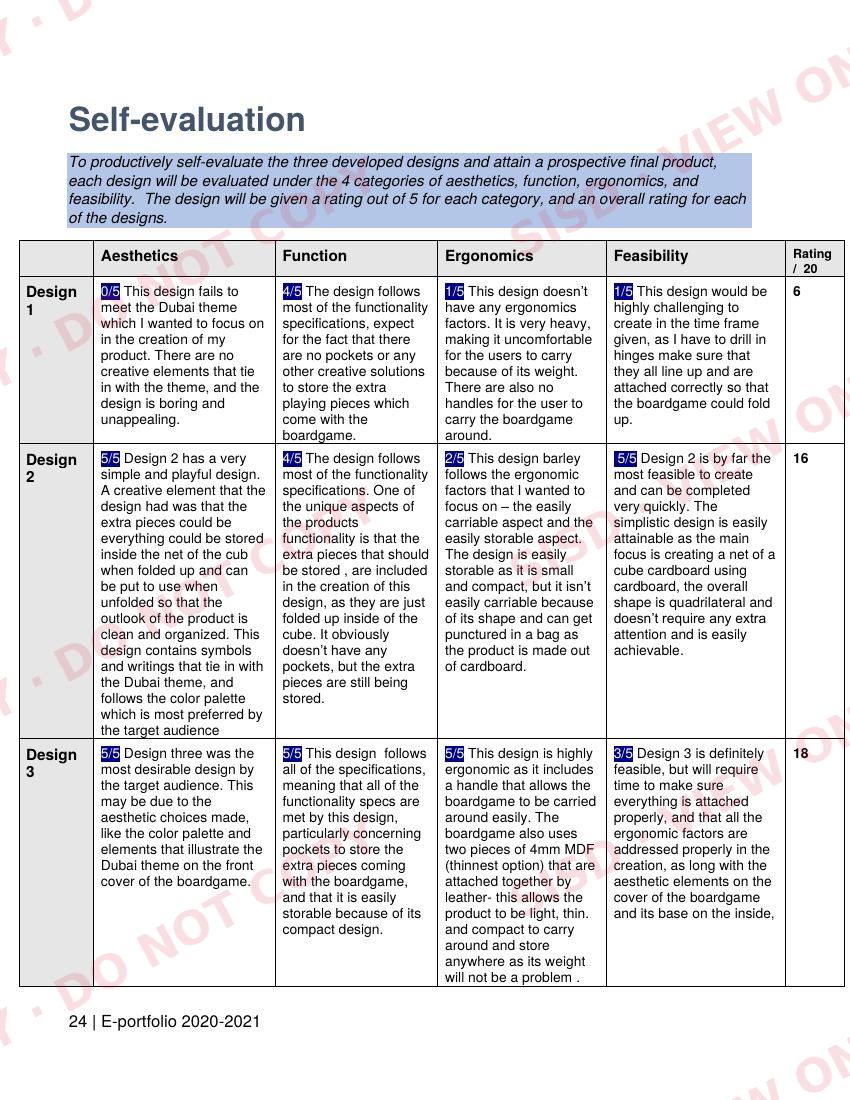 Self-evaluation
To productively self-evaluate the three developed designs and attain a prospective final product,
each design will be evaluated under the 4 categories of aesthetics, function, ergonomics, and
feasibility.  The design will be given a rating out of 5 for each category, and an overall rating for each
of the designs.
Aesthetics
Function
Ergonomics
Feasibility
Rating
/  20
Design
1
0/5 This design fails to
meet the Dubai theme
which I wanted to focus on
in the creation of my
product. There are no
creative elements that tie
in with the theme, and the
design is boring and
unappealing.
4/5 The design follows
most of the functionality
specifications, expect
for the fact that there
are no pockets or any
other creative solutions
to store the extra
playing pieces which
come with the
boardgame.
1/5 This design doesn't
have any ergonomics
factors. It is very heavy,
making it uncomfortable
for the users to carry
because of its weight.
There are also no
handles for the user to
carry the boardgame
around.
1/5 This design would be
highly challenging to
create in the time frame
given, as I have to drill in
hinges make sure that
they all line up and are
attached correctly so that
the boardgame could fold
up.
6
Design
2
5/5 Design 2 has a very
simple and playful design.
A creative element that the
design had was that the
extra pieces could be
everything could be stored
inside the net of the cub
when folded up and can
be put to use when
unfolded so that the
outlook of the product is
clean and organized. This
design contains symbols
and writings that tie in with
the Dubai theme, and
follows the color palette
which is most preferred by
the target audience
4/5 The design follows
most of the functionality
specifications. One of
the unique aspects of
the products
functionality is that the
extra pieces that should
be stored , are included
in the creation of this
design, as they are just
folded up inside of the
cube. It obviously
doesn't have any
pockets, but the extra
pieces are still being
stored.
2/5 This design barley
follows the ergonomic
factors that I wanted to
focus on – the easily
carriable aspect and the
easily storable aspect.
The design is easily
storable as it is small
and compact, but it isn't
easily carriable because
of its shape and can get
punctured in a bag as
the product is made out
of cardboard.
5/5 Design 2 is by far the
most feasible to create
and can be completed
very quickly. The
simplistic design is easily
attainable as the main
focus is creating a net of a
cube cardboard using
cardboard, the overall
shape is quadrilateral and
doesn't require any extra
attention and is easily
achievable.
16
Design
3
5/5 Design three was the
most desirable design by
the target audience. This
may be due to the
aesthetic choices made,
like the color palette and
elements that illustrate the
Dubai theme on the front
cover of the boardgame.
5/5 This design  follows
all of the specifications,
meaning that all of the
functionality specs are
met by this design,
particularly concerning
pockets to store the
extra pieces coming
with the boardgame,
and that it is easily
storable because of its
compact design.
5/5 This design is highly
ergonomic as it includes
a handle that allows the
boardgame to be carried
around easily. The
boardgame also uses
two pieces of 4mm MDF
(thinnest option) that are
attached together by
leather- this allows the
product to be light, thin.
and compact to carry
around and store
anywhere as its weight
will not be a problem .
3/5 Design 3 is definitely
feasible, but will require
time to make sure
everything is attached
properly, and that all the
ergonomic factors are
addressed properly in the
creation, as long with the
aesthetic elements on the
cover of the boardgame
and its base on the inside,
18
24 | E-portfolio 2020-2021
SISD · VIEW ON
Y · DO NOT COPY
SISD · VIEW ON
Y · DO NOT COPY
SISD · VIEW ON
Y · DO NOT COPY